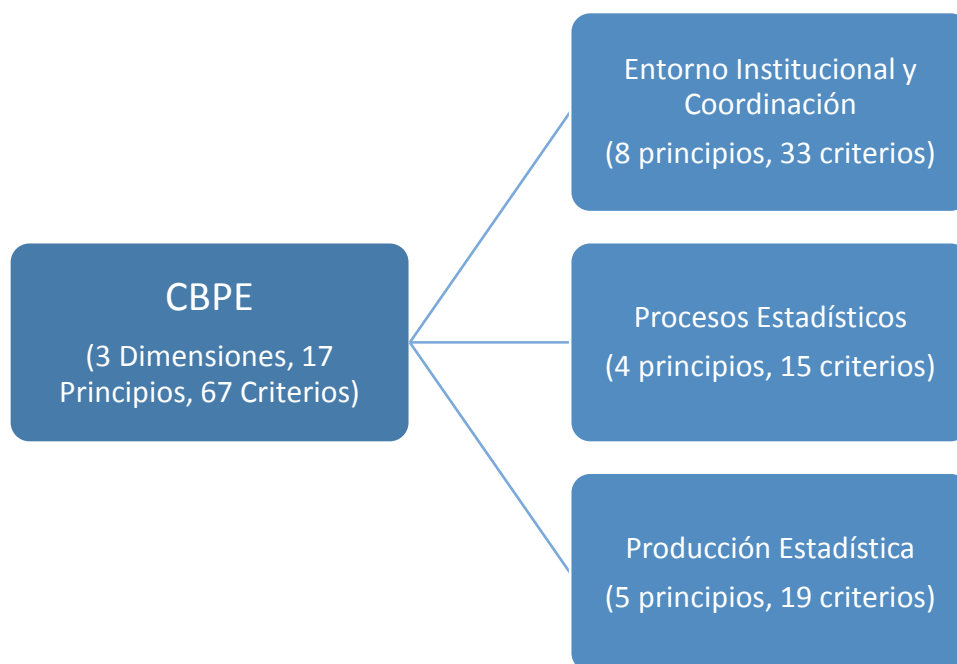 CBPE
(3 Dimensiones, 17
Principios, 67 Criterios)
Entorno Institucional y
Coordinación
(8 principios, 33 criterios)
Procesos Estadísticos
(4 principios, 15 criterios)
Producción Estadística
(5 principios, 19 criterios)